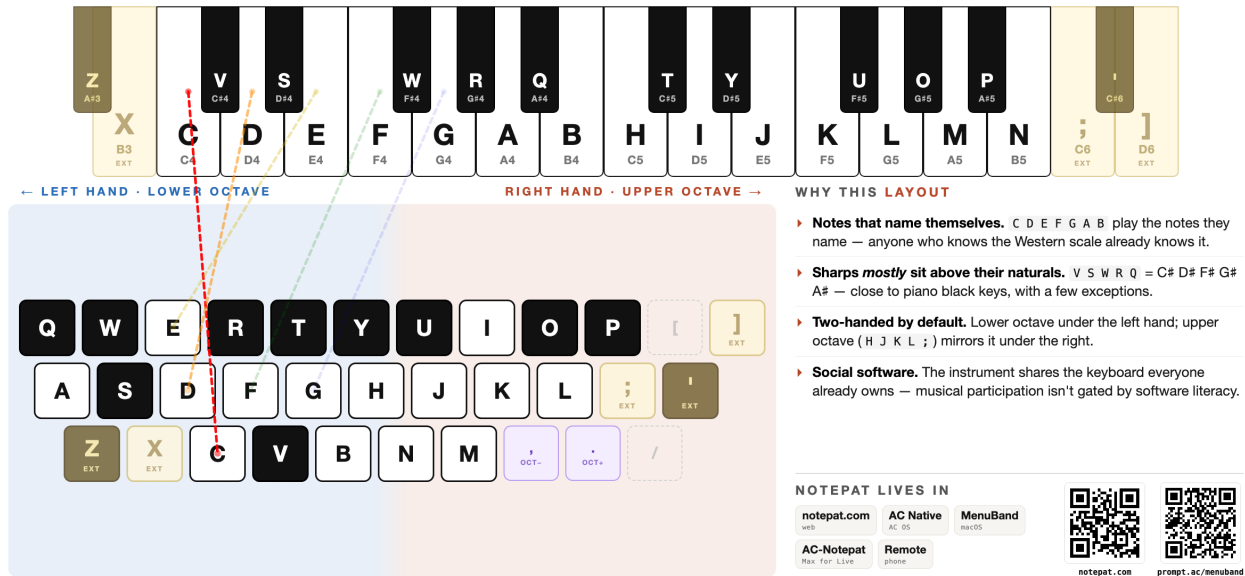 Z V S W R Q T Y U O P '
A#3 C#4 D#4 F#4 G#4 A#4 C#5 D#5 F#5 G#5 A#5 C#6
X C D E F G A B H I J K L M N ; ]
B3 C4 D4 E4 F4 G4 A4 B4 C5 D5 E5 F5 G5 A5 B5 C6 D6
EXT EXT EXT
← LEFT HAND · LOWER OCTAVE
RIGHT HAND · UPPER OCTAVE →
Q W E R T Y U I O P [ ]
EXT
A S D F G H J K L ; '
EXT EXT
Z X C V B N M , . /
EXT EXT OCT− OCT+
WHY THIS LAYOUT
Notes that name themselves. C D E F G A B play the notes they
name — anyone who knows the Western scale already knows it.
Sharps mostly sit above their naturals. V S W R Q = C# D# F# G#
A# — close to piano black keys, with a few exceptions.
Two-handed by default. Lower octave under the left hand; upper
octave (H J K L ;) mirrors it under the right.
Social software. The instrument shares the keyboard everyone
already owns — musical participation isn't gated by software literacy.
NOTEPAT LIVES IN
notepat.com AC Native MenuBand
web AC OS macOS
AC-Notepat Remote
Max for Live phone
notepat.com prompt.ac/menuband